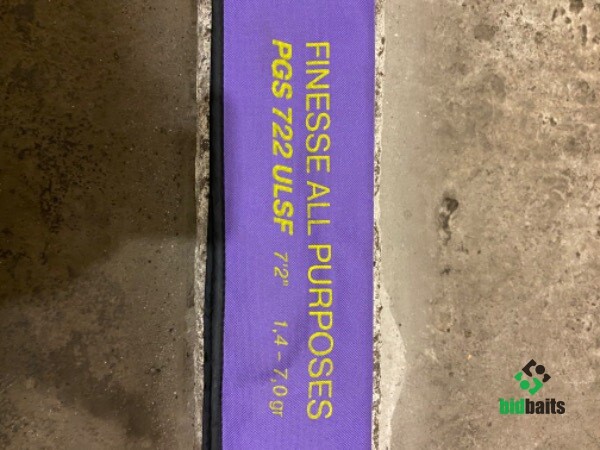 FINESSE ALL PURPOSES
PGS 722 ULSF 7'2" 1,4 - 7,0 gr
bidbaits